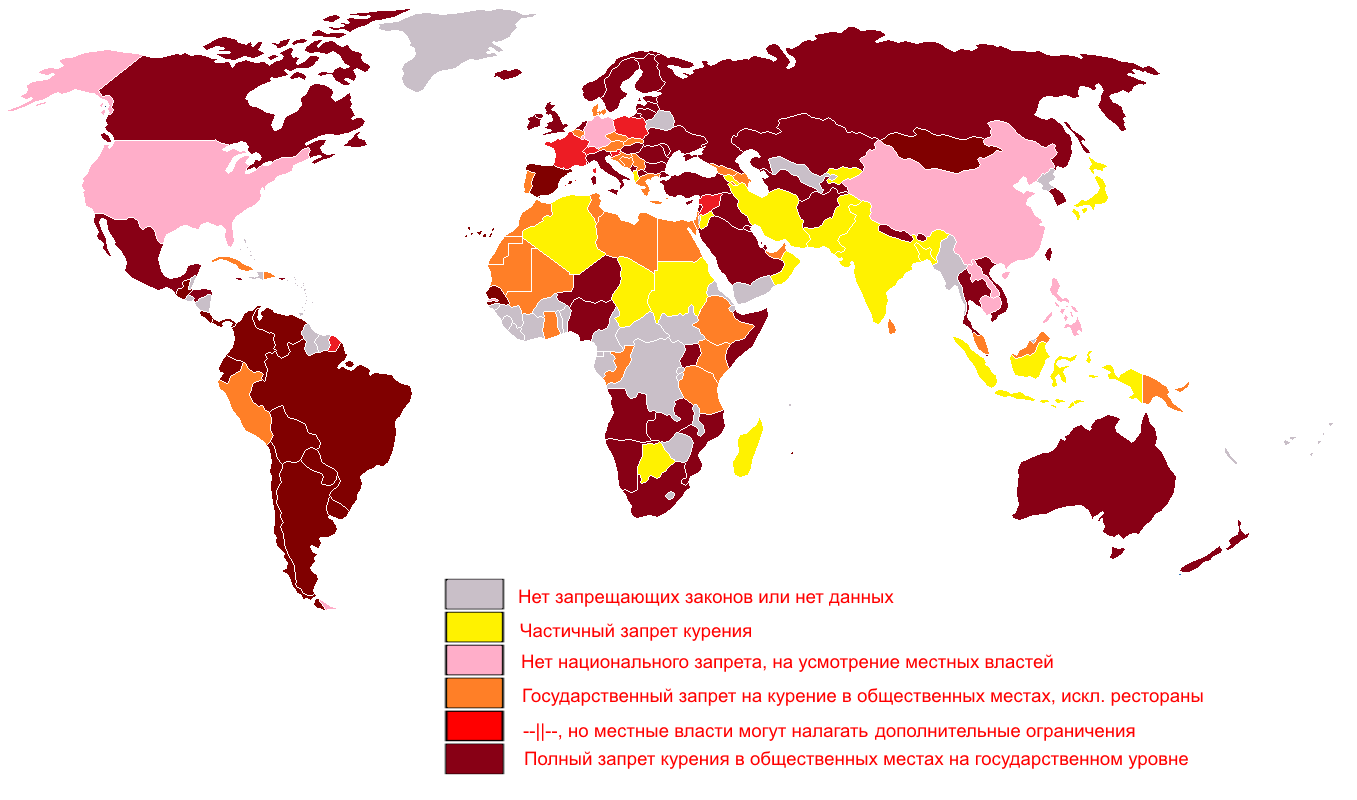 Нет запрещающих законов или нет данных
Частичный запрет курения
Нет национального запрета, на усмотрение местных властей
Государственный запрет на курение в общественных местах, искл. рестораны
--||--, но местные власти могут налагать дополнительные ограничения
Полный запрет курения в общественных местах на государственном уровне